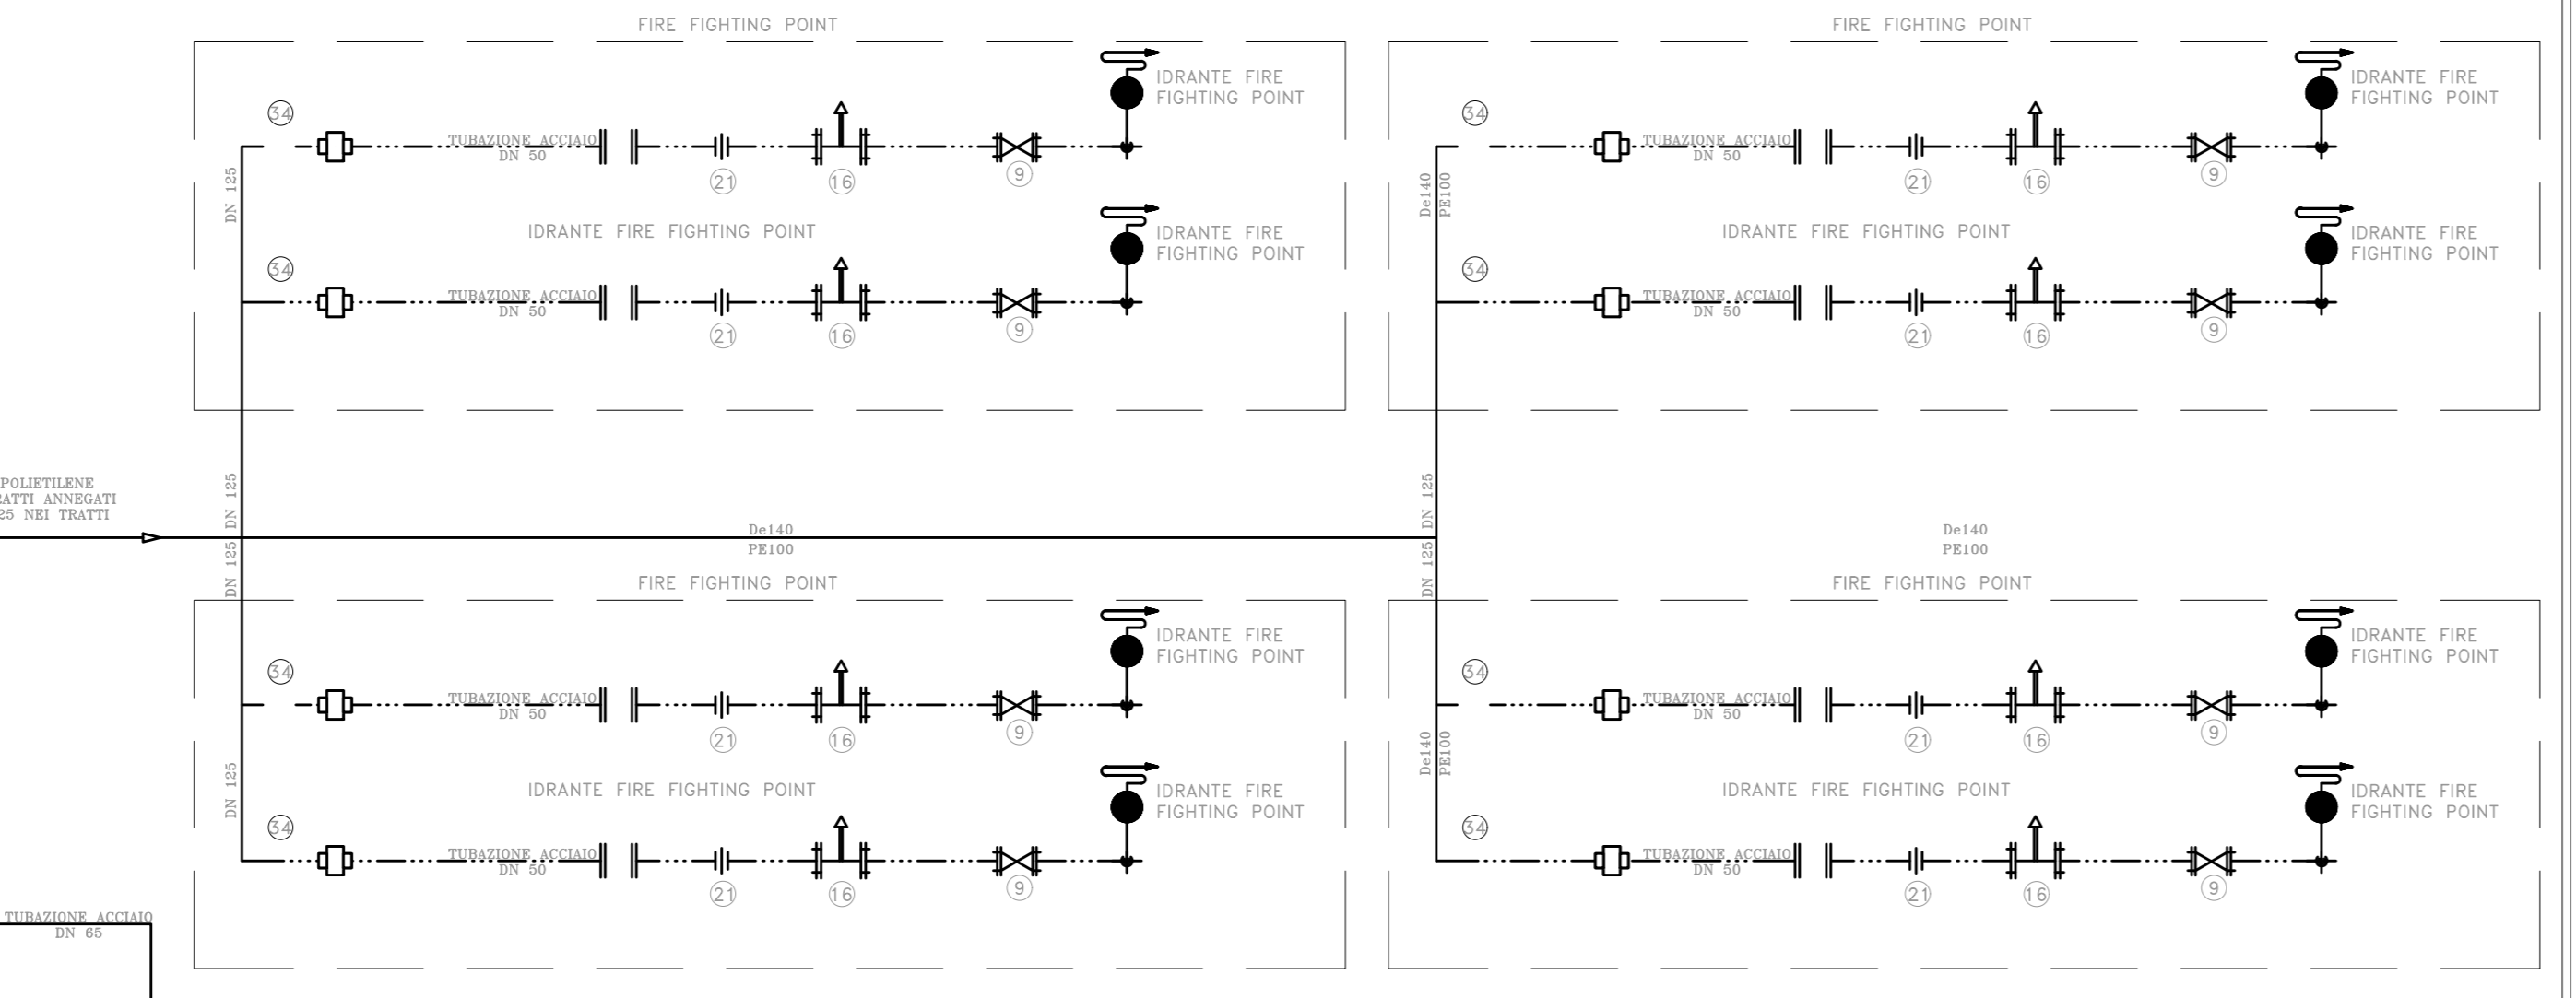 FIRE FIGHTING POINT
IDRANTE FIRE
FIGHTING POINT
34
TUBAZIONE ACCIAIO
DN 50
21
16
9
DN 125
IDRANTE FIRE FIGHTING POINT
IDRANTE FIRE
FIGHTING POINT
34
TUBAZIONE ACCIAIO
DN 50
21
16
9
FIRE FIGHTING POINT
IDRANTE FIRE
FIGHTING POINT
34
TUBAZIONE ACCIAIO
DN 50
21
16
9
De140
PE100
IDRANTE FIRE FIGHTING POINT
IDRANTE FIRE
FIGHTING POINT
34
TUBAZIONE ACCIAIO
DN 50
21
16
9
POLIETILENE
RATTI ANNEGATI
25 NEI TRATTI
DN 125
DN 125
De140
PE100
DN 125
DN 125
De140
PE100
FIRE FIGHTING POINT
IDRANTE FIRE
FIGHTING POINT
34
TUBAZIONE ACCIAIO
DN 50
21
16
9
DN 125
IDRANTE FIRE FIGHTING POINT
IDRANTE FIRE
FIGHTING POINT
34
TUBAZIONE ACCIAIO
DN 50
21
16
9
FIRE FIGHTING POINT
IDRANTE FIRE
FIGHTING POINT
34
TUBAZIONE ACCIAIO
DN 50
21
16
9
De140
PE100
IDRANTE FIRE FIGHTING POINT
IDRANTE FIRE
FIGHTING POINT
34
TUBAZIONE ACCIAIO
DN 50
21
16
9
TUBAZIONE ACCIAIO
DN 65